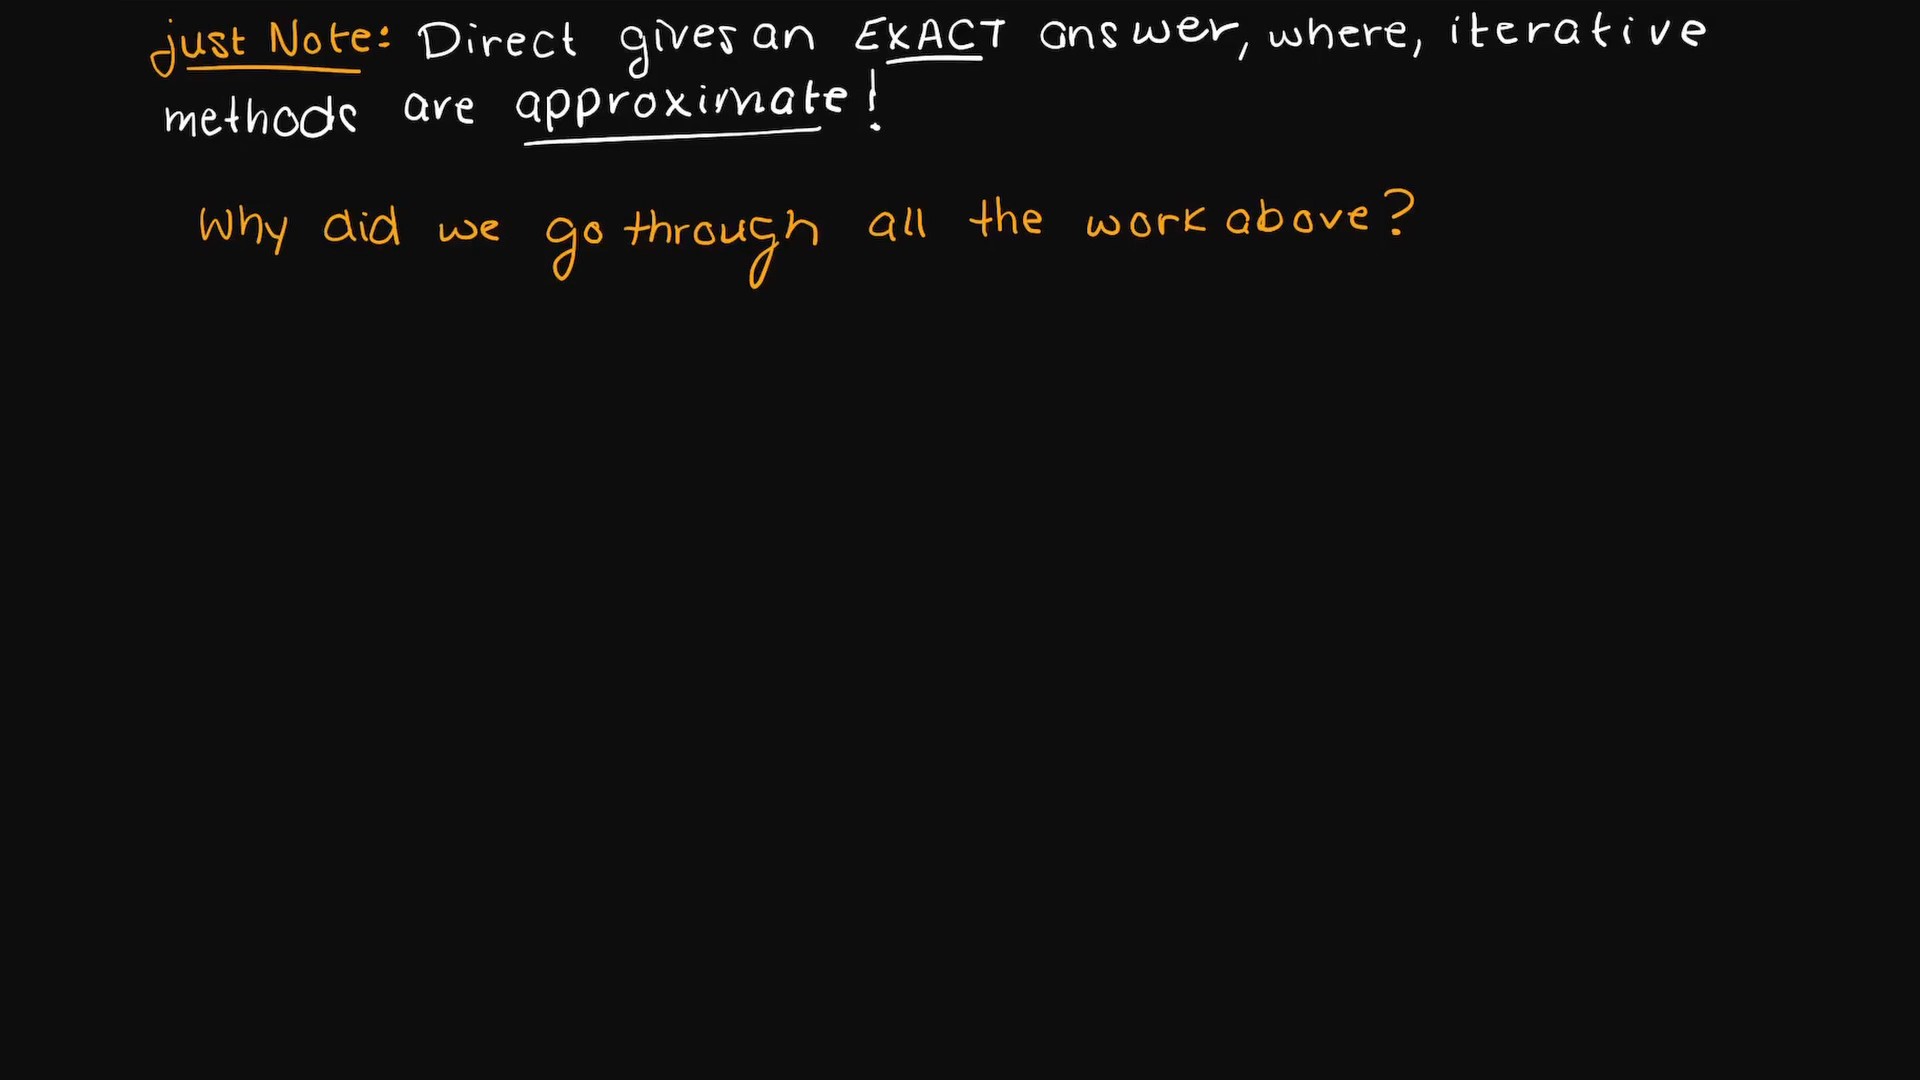 just Note: Direct gives an EXACT answer, where, iterative
methods are approximate!
Why did we go through all the work above?